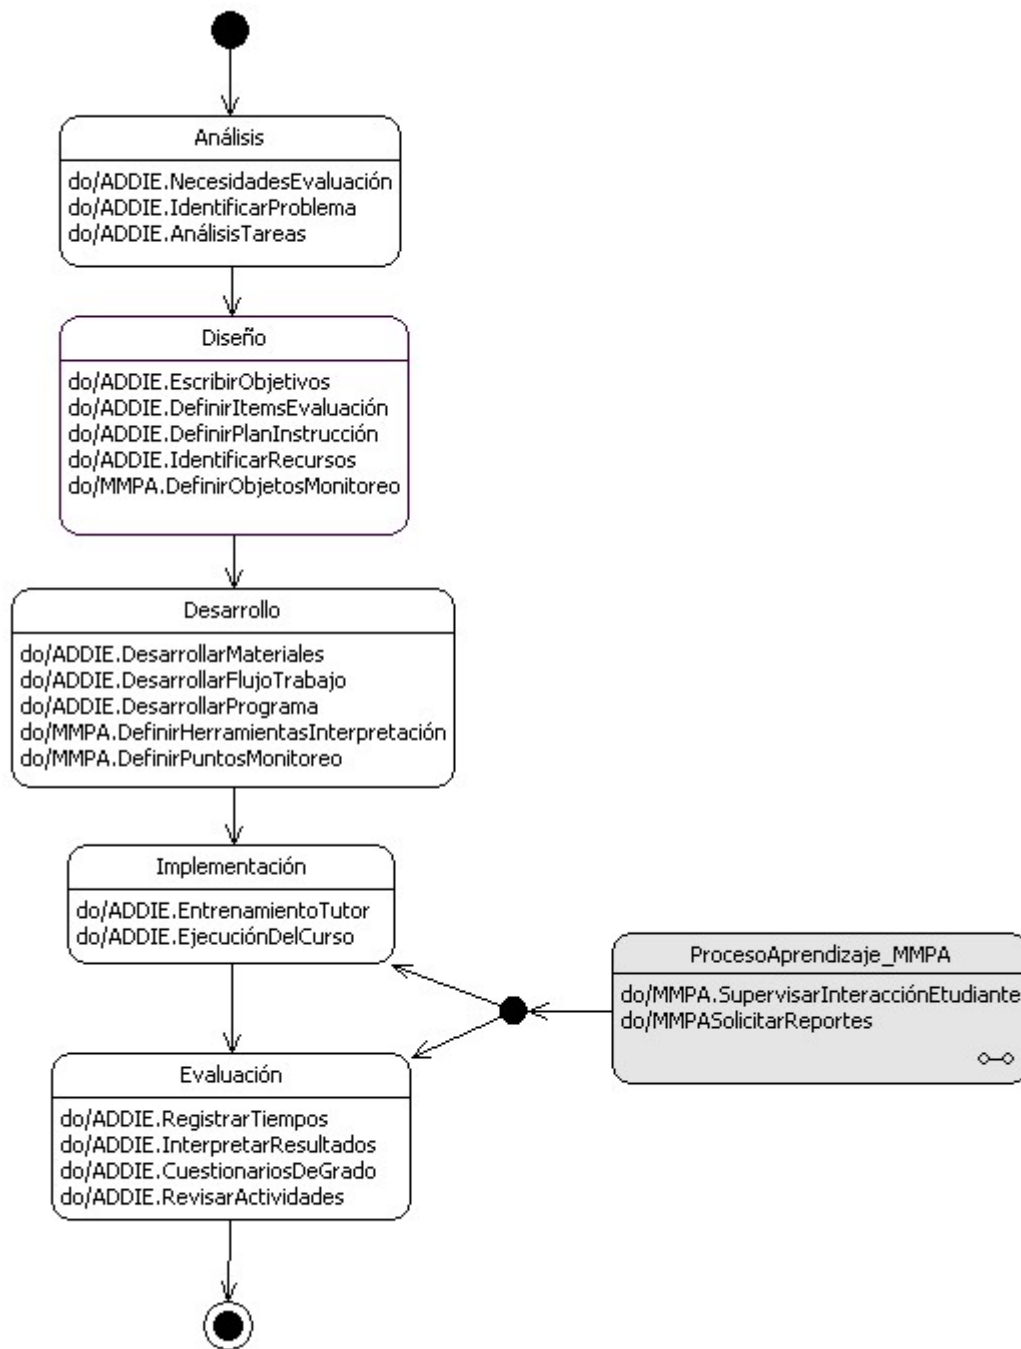 Análisis
do/ADDIE.NecesidadesEvaluación
do/ADDIE.IdentificarProblema
do/ADDIE.AnálisisTareas
Diseño
do/ADDIE.EscribirObjetivos
do/ADDIE.DefinirItemsEvaluación
do/ADDIE.DefinirPlanInstrucción
do/ADDIE.IdentificarRecursos
do/MMPA.DefinirObjetosMonitoreo
Desarrollo
do/ADDIE.DesarrollarMateriales
do/ADDIE.DesarrollarFlujoTrabajo
do/ADDIE.DesarrollarPrograma
do/MMPA.DefinirHerramientasInterpretación
do/MMPA.DefinirPuntosMonitoreo
Implementación
do/ADDIE.EntrenamientoTutor
do/ADDIE.EjecuciónDelCurso
ProcesoAprendizaje_MMPA
do/MMPA.SupervisarInteracciónEtudiante
do/MMPASolicitarReportes
Evaluación
do/ADDIE.RegistrarTiempos
do/ADDIE.InterpretarResultados
do/ADDIE.CuestionariosDeGrado
do/ADDIE.RevisarActividades